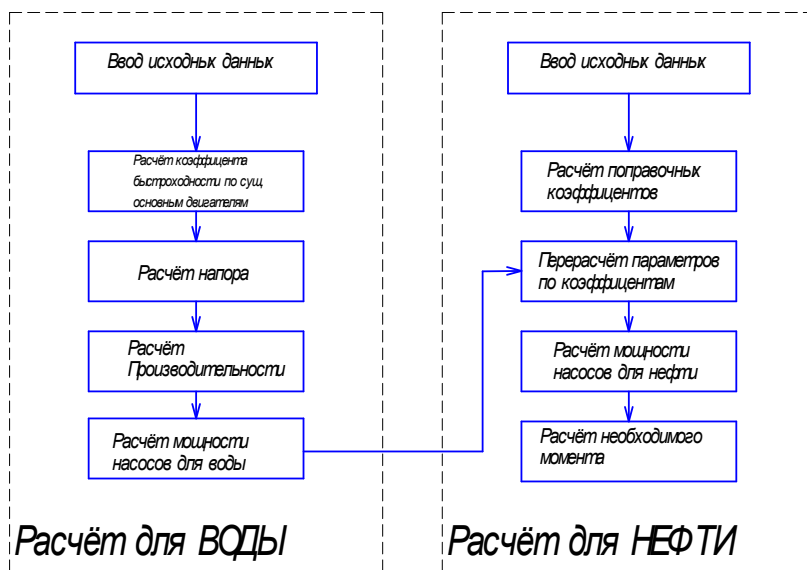 Ввод исходных данных
Расчёт коэффицента
быстроходности по сущ.
основным двигателям
Расчёт напора
Расчёт
Производительности
Расчёт мощности
насосов для воды
Расчёт для ВОДЫ
Ввод исходных данных
Расчёт поправочных
коэффицентов
Перерасчёт параметров
по коэффицентам
Расчёт мощности
насосов для нефти
Расчёт необходимого
момента
Расчёт для НЕФТИ